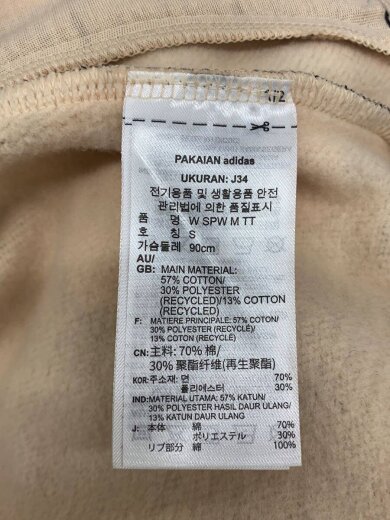 1/2
PAKAIAN adidas
UKURAN: J34
전기용품 및 생활용품 안전
관리법에 의한 품질표시
품 명 W SPW M TT
호 칭 S
가슴둘레 90cm
AU/
GB: MAIN MATERIAL:
57% COTTON/
30% POLYESTER
(RECYCLED)/13% COTTON
(RECYCLED)
F: MATIERE PRINCIPALE: 57% COTON/
30% POLYESTER (RECYCLÉ)/
13% COTON (RECYCLÉ)
CN: 主料: 70% 棉/
30% 聚酯纤维(再生聚酯)
KOR: 주소재: 면 70%
폴리에스터 30%
IND: MATERIAL UTAMA: 57% KATUN/
30% POLYESTER HASIL DAUR ULANG/
13% KATUN DAUR ULANG
J: 本体 綿 70%
ポリエステル 30%
リブ部分 綿 100%